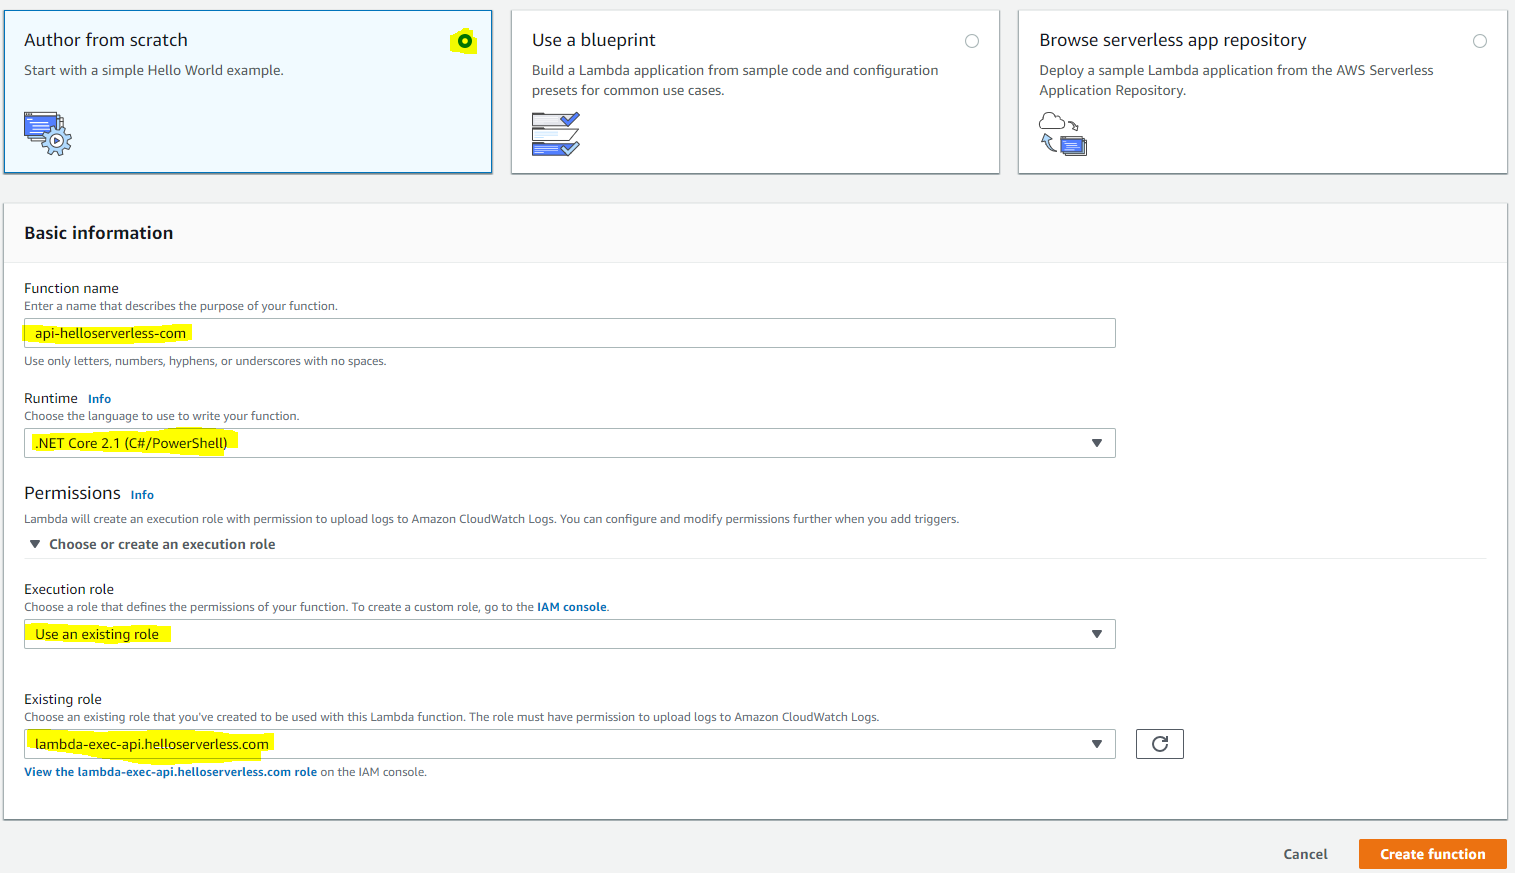 Author from scratch
Start with a simple Hello World example.
Use a blueprint
Build a Lambda application from sample code and configuration
presets for common use cases.
Browse serverless app repository
Deploy a sample Lambda application from the AWS Serverless
Application Repository.
Basic information
Function name
Enter a name that describes the purpose of your function.
api-helloserverless-com
Use only letters, numbers, hyphens, or underscores with no spaces.
Runtime Info
Choose the language to use to write your function.
.NET Core 2.1 (C#/PowerShell)
Permissions Info
Lambda will create an execution role with permission to upload logs to Amazon CloudWatch Logs. You can configure and modify permissions further when you add triggers.
Choose or create an execution role
Execution role
Choose a role that defines the permissions of your function. To create a custom role, go to the IAM console.
Use an existing role
Existing role
Choose an existing role that you've created to be used with this Lambda function. The role must have permission to upload logs to Amazon CloudWatch Logs.
lambda-exec-api.helloserverless.com
View the lambda-exec-api.helloserverless.com role on the IAM console.
Cancel Create function